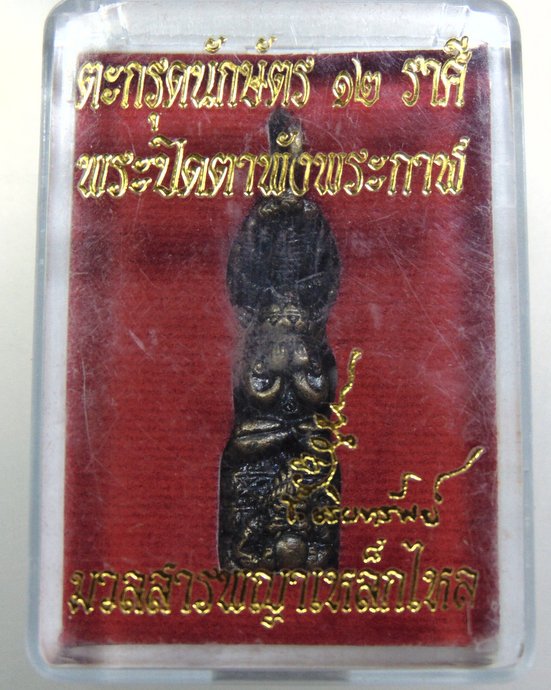 ตะกรุดนักษัตร ๑๒ ราศี
พระปิดตาพังพระกาฬ
มวลสารพญาเหล็กไหล